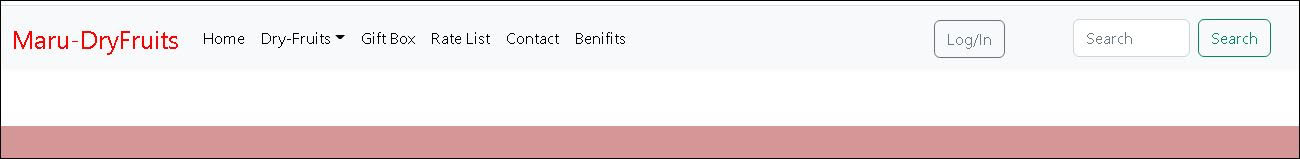 Maru-DryFruits Home Dry-Fruits Gift Box Rate List Contact Benifits Log/In Search Search